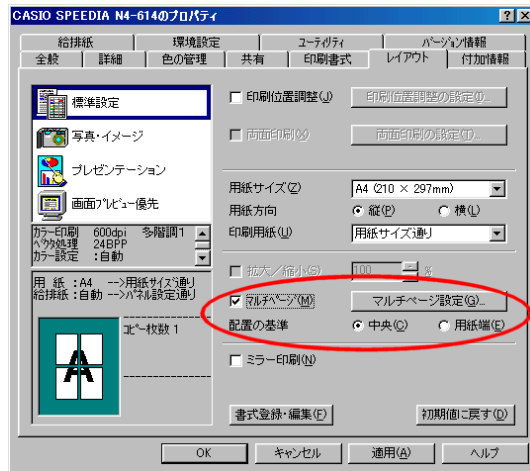 CASIO SPEEDIA N4-614のプロパティ
給排紙 環境設定 ユーティリティ バージョン情報
全般 詳細 色の管理 共有 印刷書式 レイアウト 付加情報
標準設定
写真・イメージ
プレゼンテーション
画面プレビュー優先
カラー印刷 600dpi 多階調1
ベタ処理 24BPP
カラー設定 :自動
用 紙 :A4 -->用紙サイズ通り
給排紙:自動 -->パネル設定通り
コピー枚数 1
A
印刷位置調整(J) 印刷位置調整の設定(I)...
両面印刷(X) 両面印刷の設定(T)...
用紙サイズ(Z) A4 (210 × 297mm)
用紙方向 縦(P) 横(L)
印刷用紙(U) 用紙サイズ通り
拡大/縮小(S) 100 %
マルチページ(M) マルチページ設定(G)...
配置の基準 中央(C) 用紙端(E)
ミラー印刷(N)
書式登録・編集(F) 初期値に戻す(D)
OK キャンセル 適用(A) ヘルプ